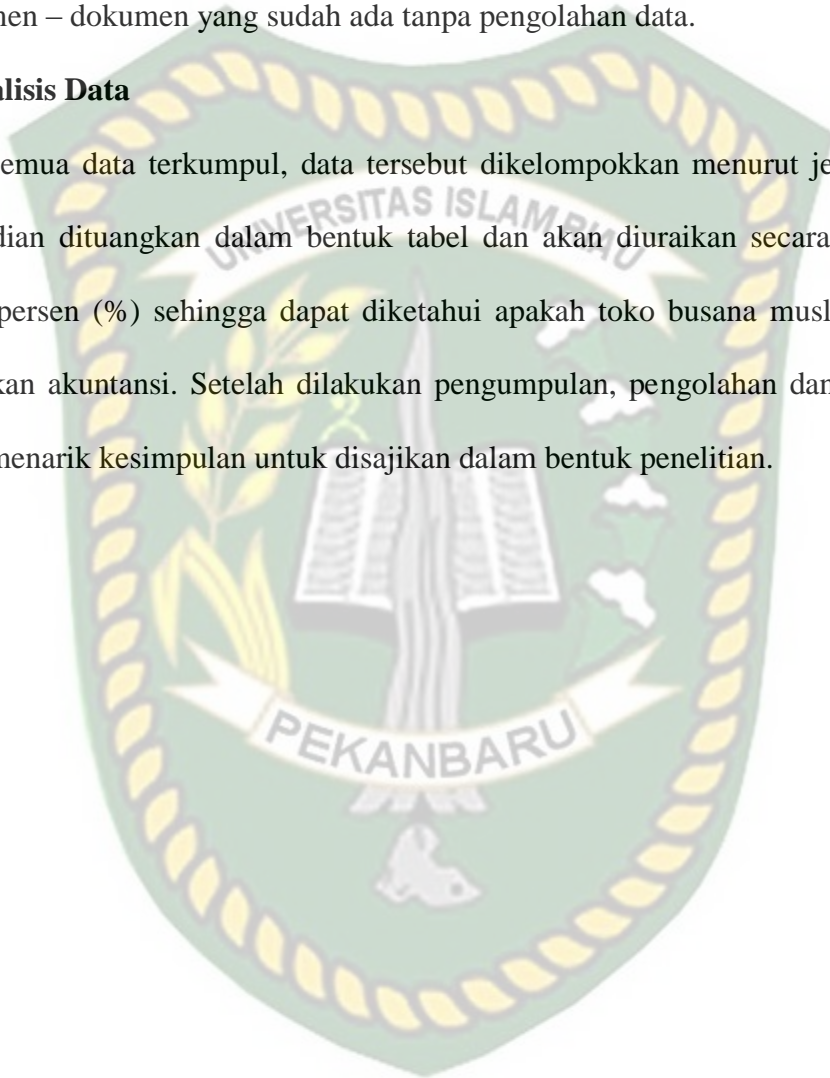 men – dokumen yang sudah ada tanpa pengolahan data.
alisis Data
emua data terkumpul, data tersebut dikelompokkan menurut je
dian dituangkan dalam bentuk tabel dan akan diuraikan secara
persen (%) sehingga dapat diketahui apakah toko busana musl
kan akuntansi. Setelah dilakukan pengumpulan, pengolahan dan
menarik kesimpulan untuk disajikan dalam bentuk penelitian.
UNIVERSITAS ISLAM RIAU
PEKANBARU